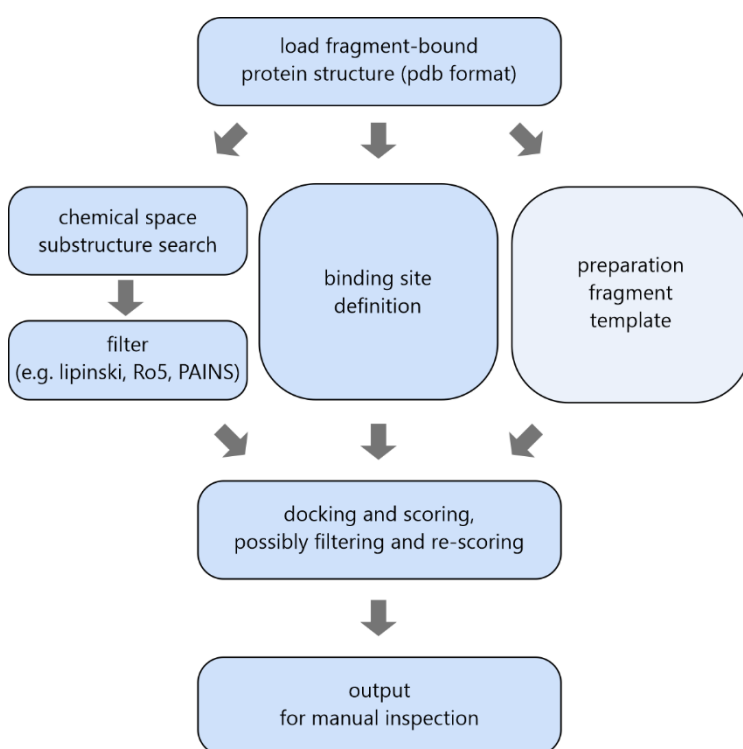 load fragment-bound
protein structure (pdb format)
chemical space
substructure search
filter
(e.g. lipinski, Ro5, PAINS)
binding site
definition
preparation
fragment
template
docking and scoring,
possibly filtering and re-scoring
output
for manual inspection